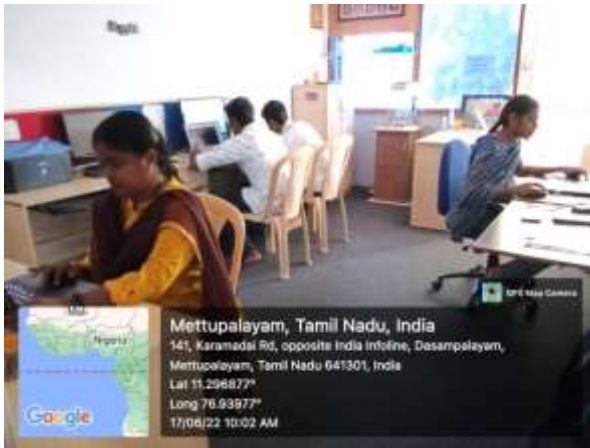 GPS Map Camera
Nigeria
Google
Mettupalayam, Tamil Nadu, India
141, Karamadai Rd, opposite India Infoline, Dasampalayam,
Mettupalayam, Tamil Nadu 641301, India
Lat 11.296877°
Long 76.93977°
17/06/22 10:02 AM